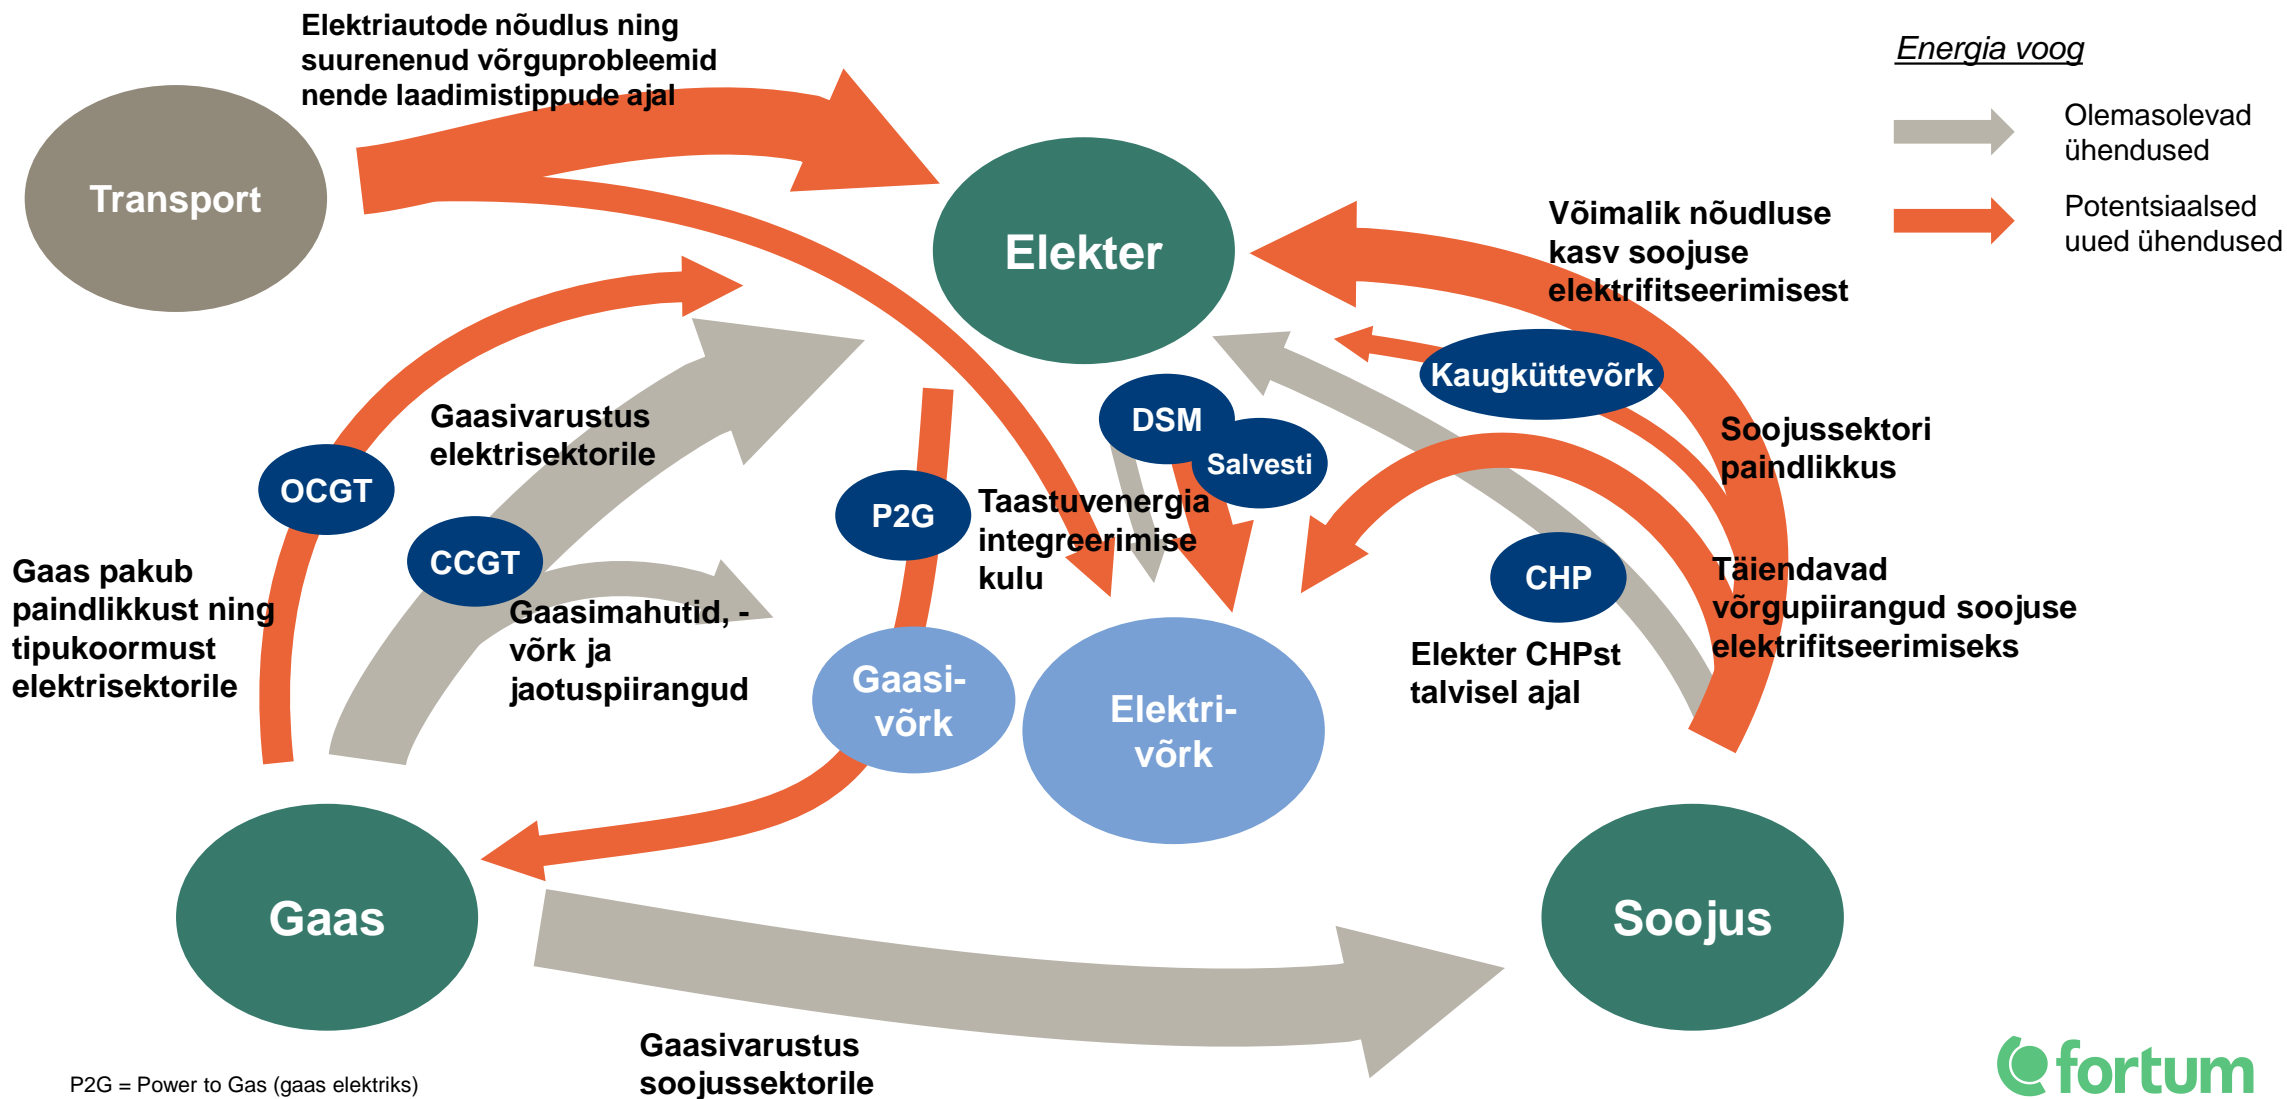 Elektriautode nõudlus ning
suurenenud võrguprobleemid
nende laadimistippude ajal
Energia voog
Olemasolevad
ühendused
Potentsiaalsed
uued ühendused
Transport
Elekter
Võimalik nõudluse
kasv soojuse
elektrifitseerimisest
Kaugküttevõrk
DSM
Salvesti
Gaasivarustus
elektrisektorile
Soojussektori
paindlikkus
OCGT
P2G
Taastuvenergia
integreerimise
kulu
CCGT
CHP
Gaas pakub
paindlikkust ning
tipukoormust
elektrisektorile
Gaasimahutid, -
võrk ja
jaotuspiirangud
Täiendavad
võrgupiirangud soojuse
elektrifitseerimiseks
Elekter CHPst
talvisel ajal
Gaasi-
võrk
Elektri-
võrk
Gaas
Soojus
Gaasivarustus
soojussektorile
P2G = Power to Gas (gaas elektriks)
fortum